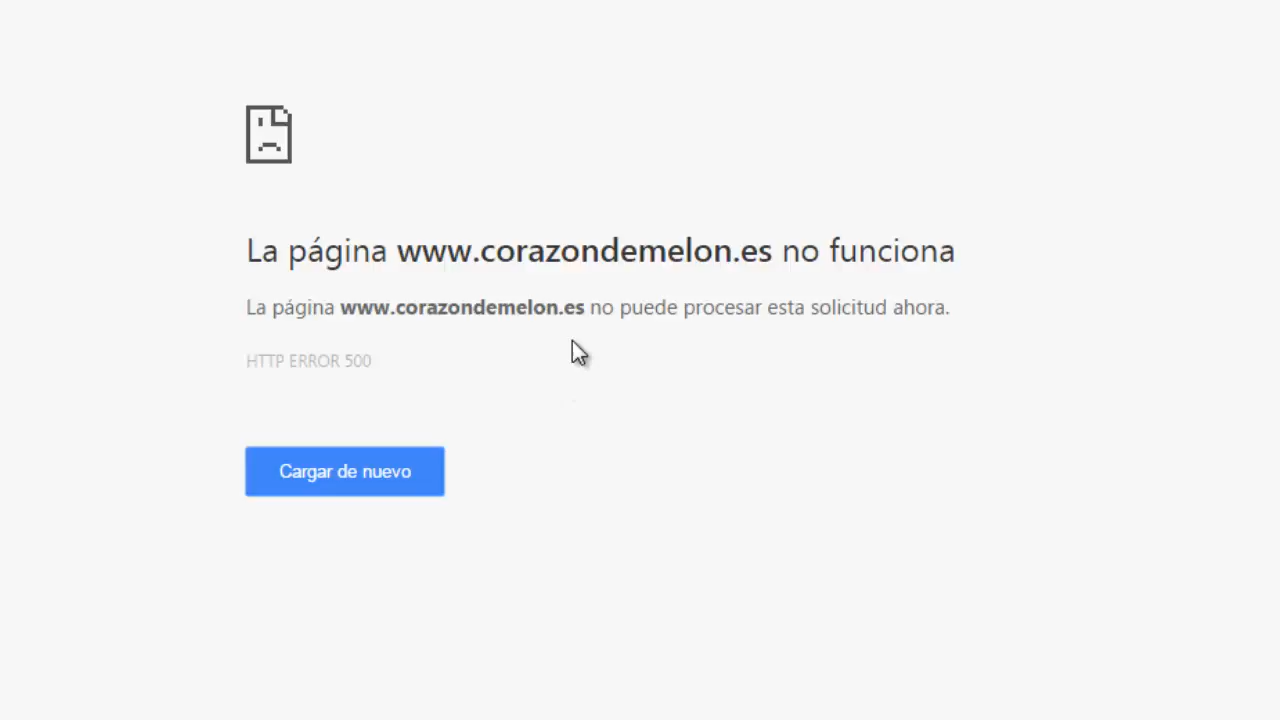 La página www.corazondemelon.es no funciona
La página www.corazondemelon.es no puede procesar esta solicitud ahora.
HTTP ERROR 500
Cargar de nuevo